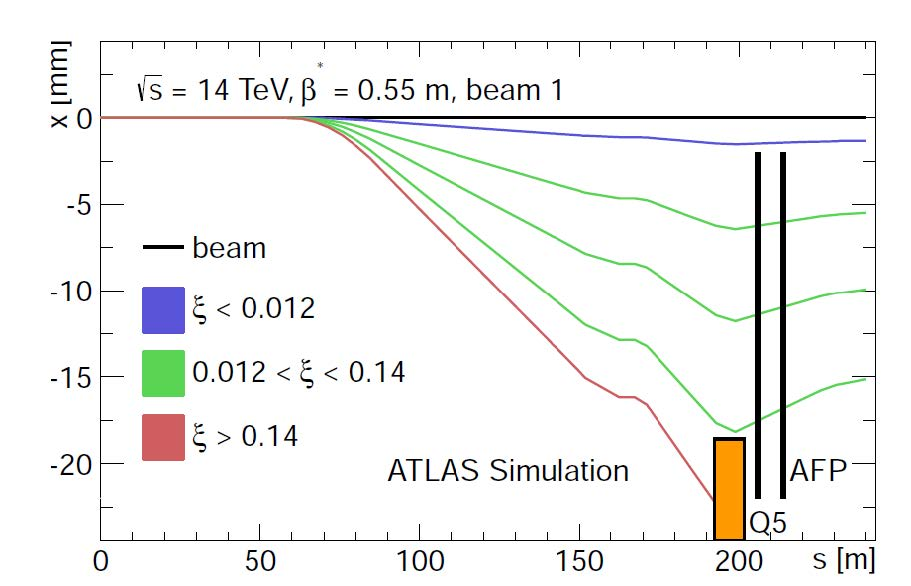 x [mm]
√s = 14 TeV, β* = 0.55 m, beam 1
0
-5
-10
-15
-20
beam
ξ < 0.012
0.012 < ξ < 0.14
ξ > 0.14
ATLAS Simulation
AFP
Q5
0 50 100 150 200 s [m]